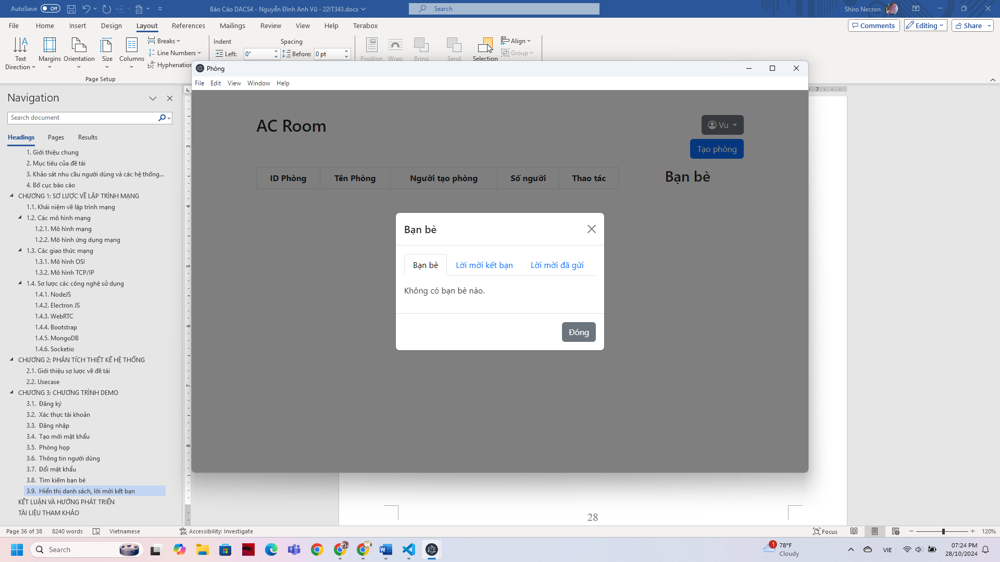 AutoSave Off
Báo Cáo DACS4 - Nguyễn Đình Anh Vũ - 22IT343.docx
Search
Shiro Necron
File Home Insert Design Layout References Mailings Review View Help Terabox
Comments Editing Share
Text Direction
Margins
Orientation
Size
Columns
Breaks
Line Numbers
Hyphenation
Page Setup
Indent
Left: 0"
Spacing
Before: 0 pt
Position
Wrap
Bring
Send
Selection
Align
Group
Navigation
Search document
Headings Pages Results
1. Giới thiệu chung
2. Mục tiêu của đề tài
3. Khảo sát nhu cầu người dùng và các hệ thống...
4. Bố cục báo cáo
CHƯƠNG 1: SƠ LƯỢC VỀ LẬP TRÌNH MẠNG
1.1. Khái niệm về lập trình mạng
1.2. Các mô hình mạng
1.2.1. Mô hình mạng
1.2.2. Mô hình ứng dụng mạng
1.3. Các giao thức mạng
1.3.1. Mô hình OSI
1.3.2. Mô hình TCP/IP
1.4. Sơ lược các công nghệ sử dụng
1.4.1. NodeJS
1.4.2. Electron JS
1.4.3. WebRTC
1.4.4. Bootstrap
1.4.5. MongoDB
1.4.6. Socketio
CHƯƠNG 2: PHÂN TÍCH THIẾT KẾ HỆ THỐNG
2.1. Giới thiệu sợ lược về đề tài
2.2. Usecase
CHƯƠNG 3: CHƯƠNG TRÌNH DEMO
3.1. Đăng ký
3.2. Xác thực tài khoản
3.3. Đăng nhập
3.4. Tạo mới mật khẩu
3.5. Phòng họp
3.6. Thông tin người dùng
3.7. Đổi mật khẩu
3.8. Tìm kiếm bạn bè
3.9. Hiển thị danh sách, lời mời kết bạn
KẾT LUẬN VÀ HƯỚNG PHÁT TRIỂN
TÀI LIỆU THAM KHẢO
Phòng
File Edit View Window Help
AC Room
Vu
Tạo phòng
ID Phòng Tên Phòng Người tạo phòng Số người Thao tác
Bạn bè
Bạn bè
Bạn bè Lời mời kết bạn Lời mời đã gửi
Không có bạn bè nào.
Đóng
3
4
5
6
7
8
7
28
Page 36 of 38 8240 words Vietnamese Accessibility: Investigate Focus 120%
Search
1
78°F
Cloudy
VIE
07:24 PM
28/10/2024